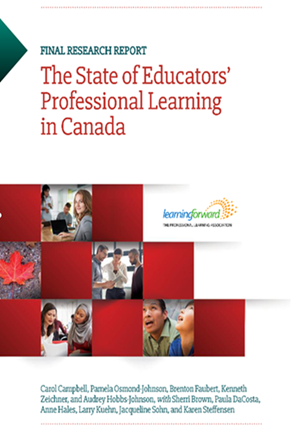 FINAL RESEARCH REPORT
The State of Educators'
Professional Learning
in Canada
learningforward
THE PROFESSIONAL LEARNING ASSOCIATION
Carol Campbell, Pamela Osmond-Johnson, Brenton Faubert, Kenneth
Zeichner, and Audrey Hobbs-Johnson, with Sherri Brown, Paula DaCosta,
Anne Hales, Larry Kuehn, Jacqueline Sohn, and Karen Steffensen